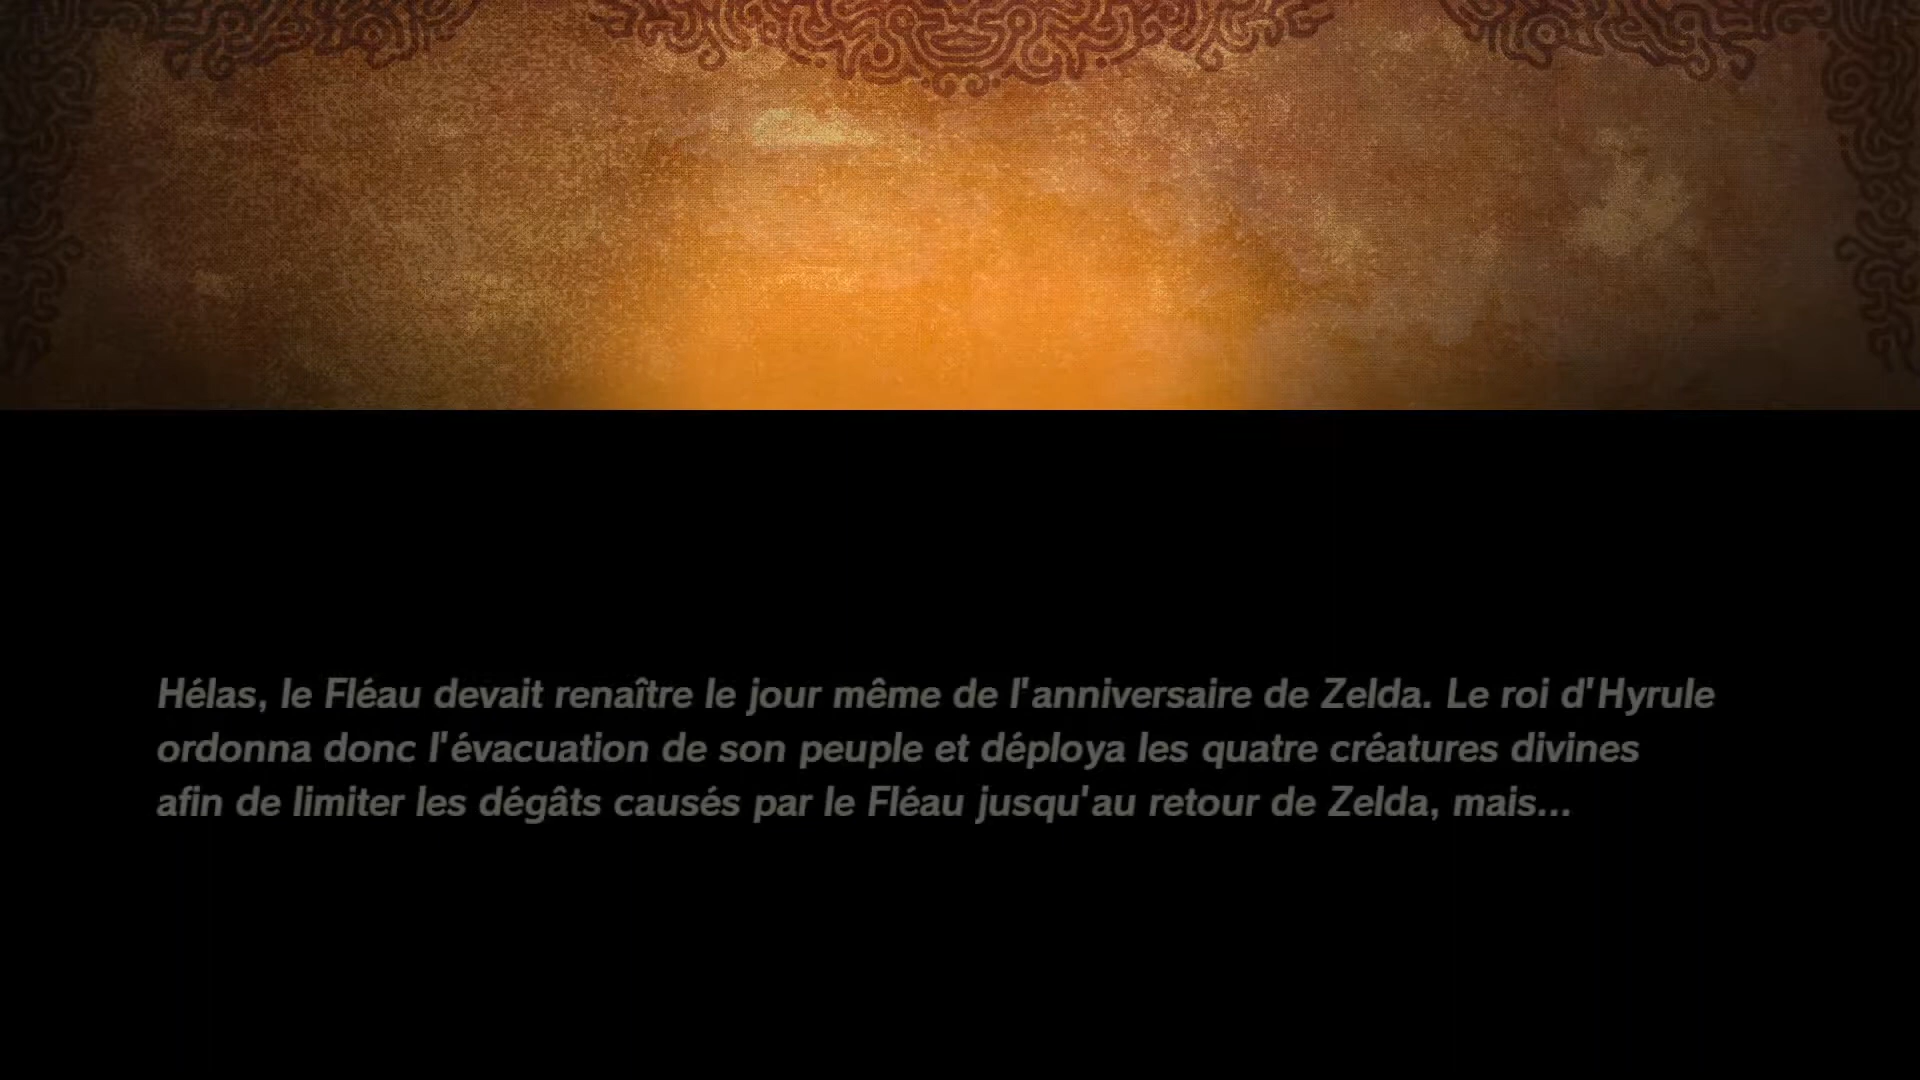 Hélas, le Fléau devait renaître le jour même de l'anniversaire de Zelda. Le roi d'Hyrule
ordonna donc l'évacuation de son peuple et déploya les quatre créatures divines
afin de limiter les dégâts causés par le Fléau jusqu'au retour de Zelda, mais...